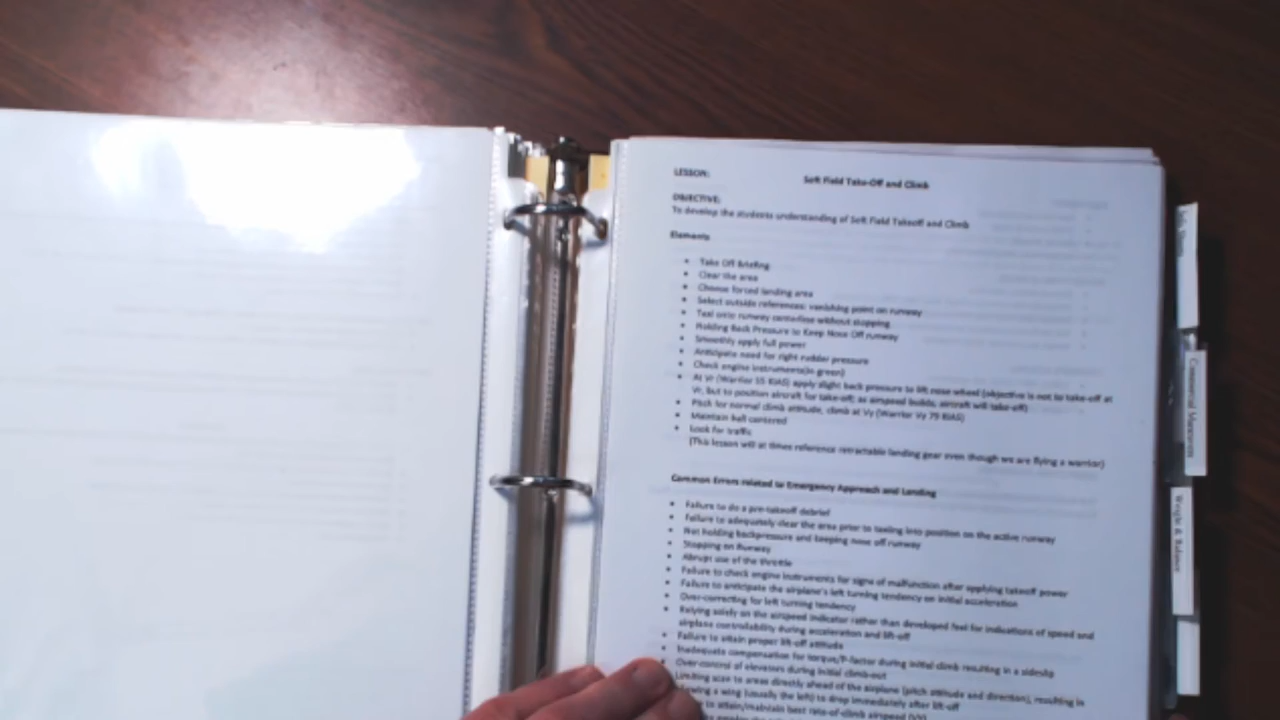 LESSON: Soft Field Take-Off and Climb
OBJECTIVE:
To develop the students understanding of Soft Field Takeoff and Climb
Elements
• Take Off Briefing
• Clear the area
• Choose forced landing area
• Select outside references: vanishing point on runway
• Taxi onto runway centerline without stopping
• Holding Back Pressure to Keep Nose Off runway
• Smoothly apply full power
• Anticipate need for right rudder pressure
• Check engine instruments(in green)
• At Vr (Warrior 55 KIAS) apply slight back pressure to lift nose wheel (objective is not to take-off at
Vr, but to position aircraft for take-off; as airspeed builds, aircraft will take-off)
• Pitch for normal climb attitude, climb at Vy (Warrior Vy 79 KIAS)
• Maintain ball centered
• Look for traffic
(This lesson will at times reference retractable landing gear even though we are flying a warrior)
Common Errors related to Emergency Approach and Landing
• Failure to do a pre-takeoff debrief
• Failure to adequately clear the area prior to taxiing into position on the active runway
• Not holding backpressure and keeping nose off runway
• Stopping on Runway
• Abrupt use of the throttle
• Failure to check engine instruments for signs of malfunction after applying takeoff power
• Failure to anticipate the airplane's left turning tendency on initial acceleration
• Over-correcting for left turning tendency
• Relying solely on the airspeed indicator rather than developed feel for indications of speed and
airplane controllability during acceleration and lift-off
• Failure to attain proper lift-off attitude
• Inadequate compensation for torque/P-factor during initial climb resulting in a sideslip
• Over-control of elevators during initial climb-out
Limiting scan to areas directly ahead of the airplane (pitch attitude and direction), resulting in
a wing (usually the left) to drop immediately after lift-off
to attain/maintain best rate-of-climb airspeed (Vy)
Commercial Maneuvers
Weight & Balance